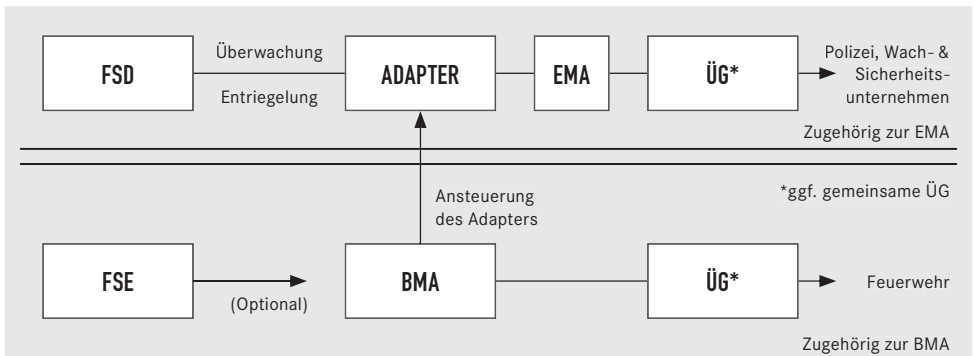 FSD
Überwachung
Entriegelung
ADAPTER
EMA
ÜG*
Polizei, Wach- &
Sicherheits-
unternehmen
Zugehörig zur EMA
*ggf. gemeinsame ÜG
Ansteuerung
des Adapters
FSE
(Optional)
BMA
ÜG*
Feuerwehr
Zugehörig zur BMA